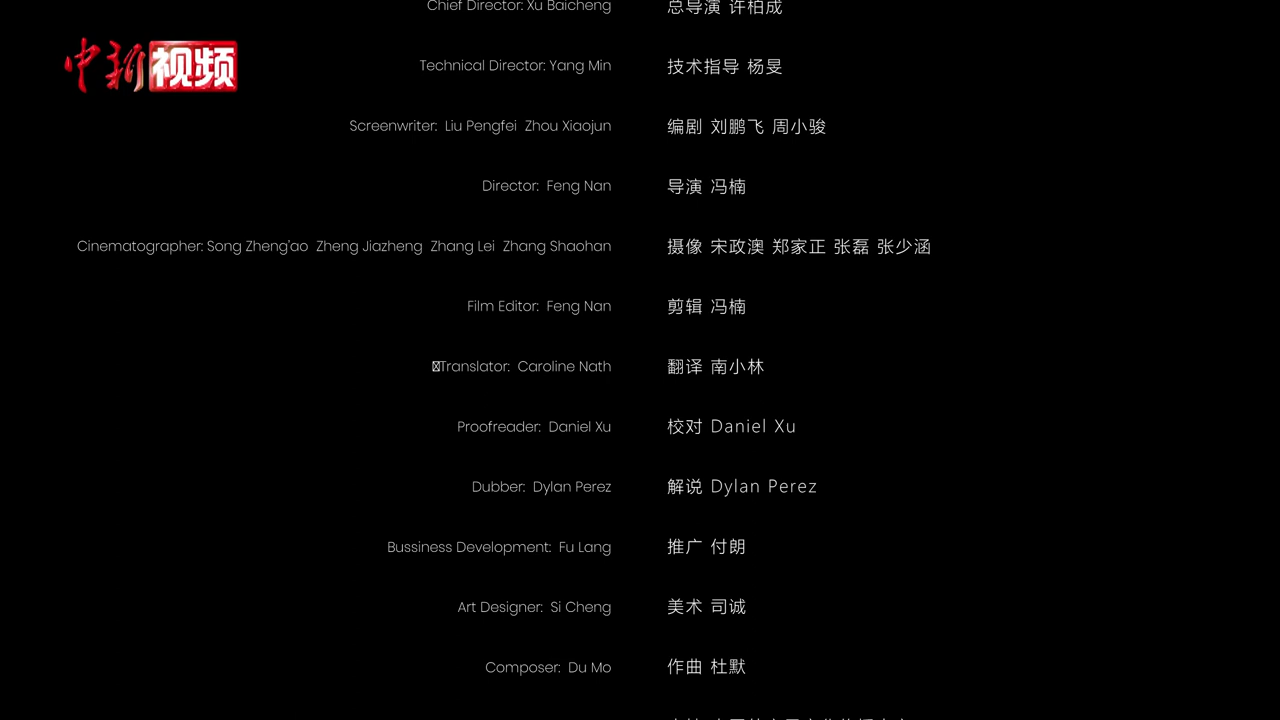 Chief Director: Xu Baicheng 总导演 许柏成
中新视频
Technical Director: Yang Min 技术指导 杨旻
Screenwriter: Liu Pengfei Zhou Xiaojun 编剧 刘鹏飞 周小骏
Director: Feng Nan 导演 冯楠
Cinematographer: Song Zheng'ao Zheng Jiazheng Zhang Lei Zhang Shaohan 摄像 宋政澳 郑家正 张磊 张少涵
Film Editor: Feng Nan 剪辑 冯楠
Translator: Caroline Nath 翻译 南小林
Proofreader: Daniel Xu 校对 Daniel Xu
Dubber: Dylan Perez 解说 Dylan Perez
Bussiness Development: Fu Lang 推广 付朗
Art Designer: Si Cheng 美术 司诚
Composer: Du Mo 作曲 杜默